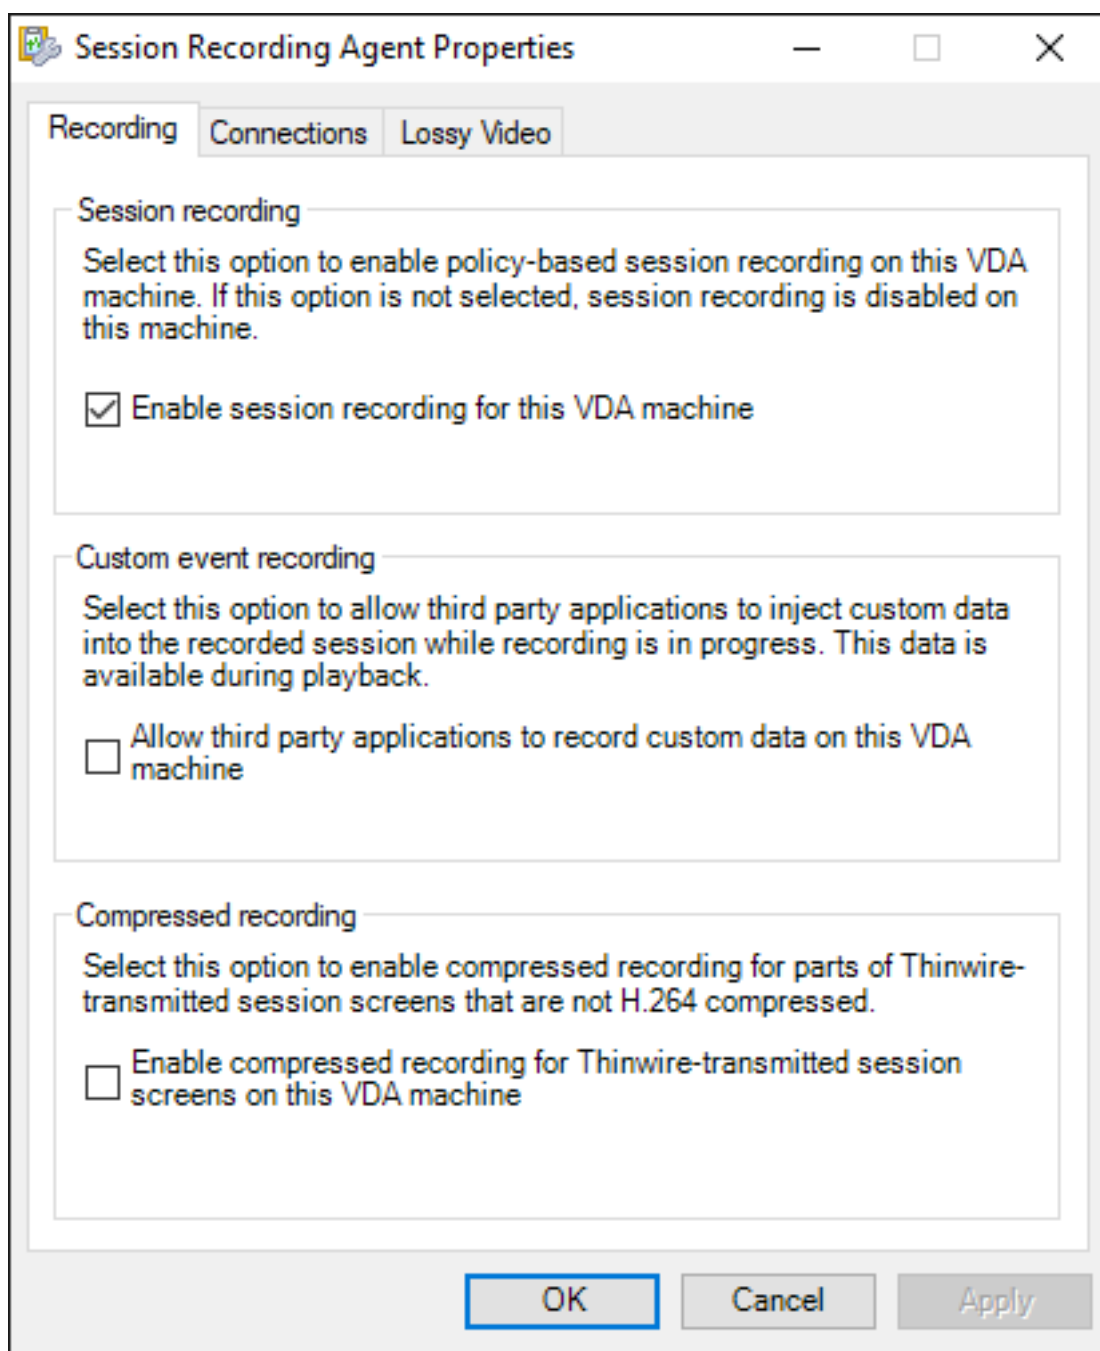 Session Recording Agent Properties
Recording
Connections
Lossy Video
Session recording
Select this option to enable policy-based session recording on this VDA
machine. If this option is not selected, session recording is disabled on
this machine.
Enable session recording for this VDA machine
Custom event recording
Select this option to allow third party applications to inject custom data
into the recorded session while recording is in progress. This data is
available during playback.
Allow third party applications to record custom data on this VDA
machine
Compressed recording
Select this option to enable compressed recording for parts of Thinwire-
transmitted session screens that are not H.264 compressed.
Enable compressed recording for Thinwire-transmitted session
screens on this VDA machine
OK
Cancel
Apply